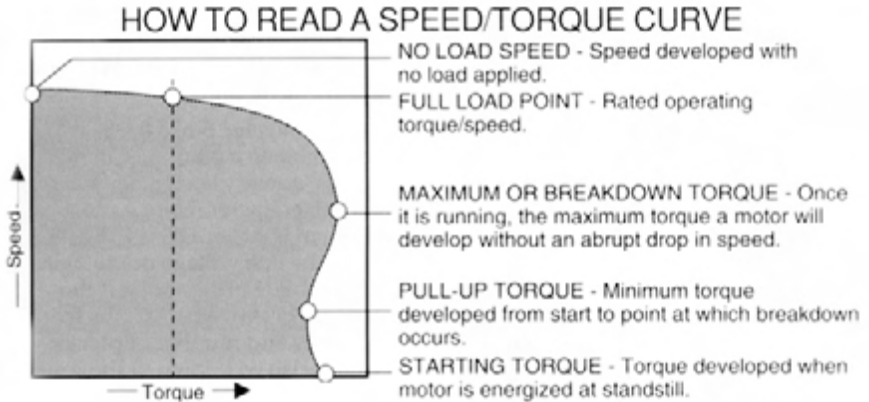 HOW TO READ A SPEED/TORQUE CURVE
NO LOAD SPEED - Speed developed with
no load applied.
FULL LOAD POINT - Rated operating
torque/speed.
MAXIMUM OR BREAKDOWN TORQUE - Once
it is running, the maximum torque a motor will
develop without an abrupt drop in speed.
PULL-UP TORQUE - Minimum torque
developed from start to point at which breakdown
occurs.
STARTING TORQUE - Torque developed when
motor is energized at standstill.
Speed
Torque